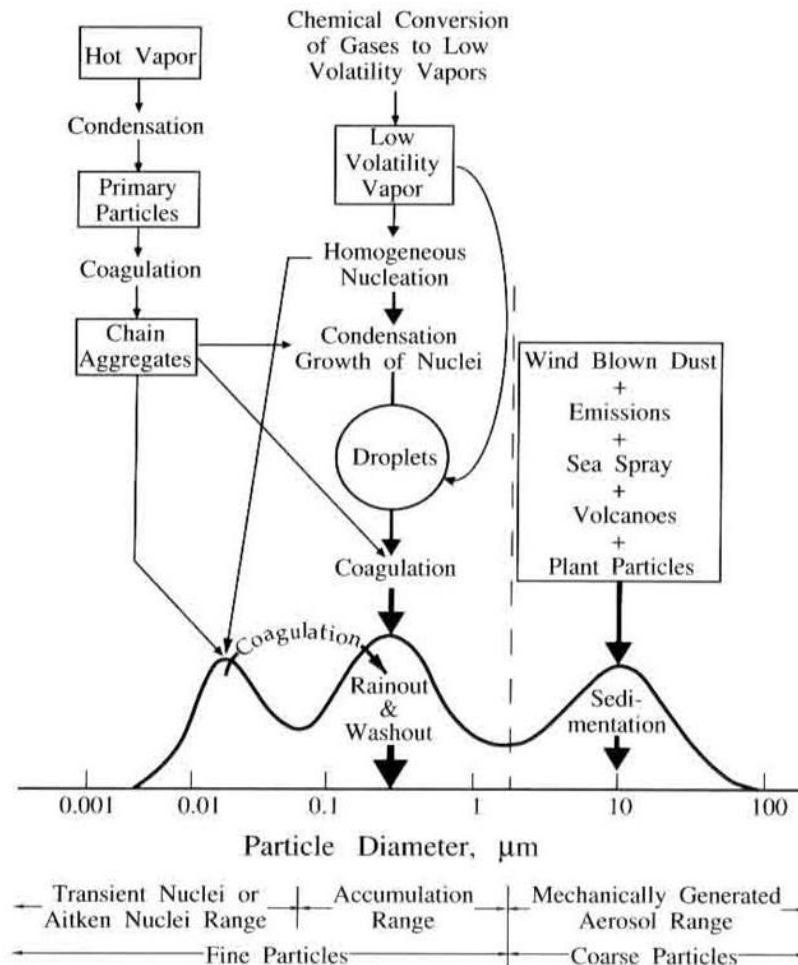 Hot Vapor
Condensation
Primary
Particles
Coagulation
Chain
Aggregates
Chemical Conversion
of Gases to Low
Volatility Vapors
Low
Volatility
Vapor
Homogeneous
Nucleation
Condensation
Growth of Nuclei
Droplets
Coagulation
Wind Blown Dust
+
Emissions
+
Sea Spray
+
Volcanoes
+
Plant Particles
Coagulation
Rainout
&
Washout
Sedi-
mentation
0.001 0.01 0.1 1 10 100
Particle Diameter, μm
Transient Nuclei or
Aitken Nuclei Range
Accumulation
Range
Mechanically Generated
Aerosol Range
Fine Particles
Coarse Particles